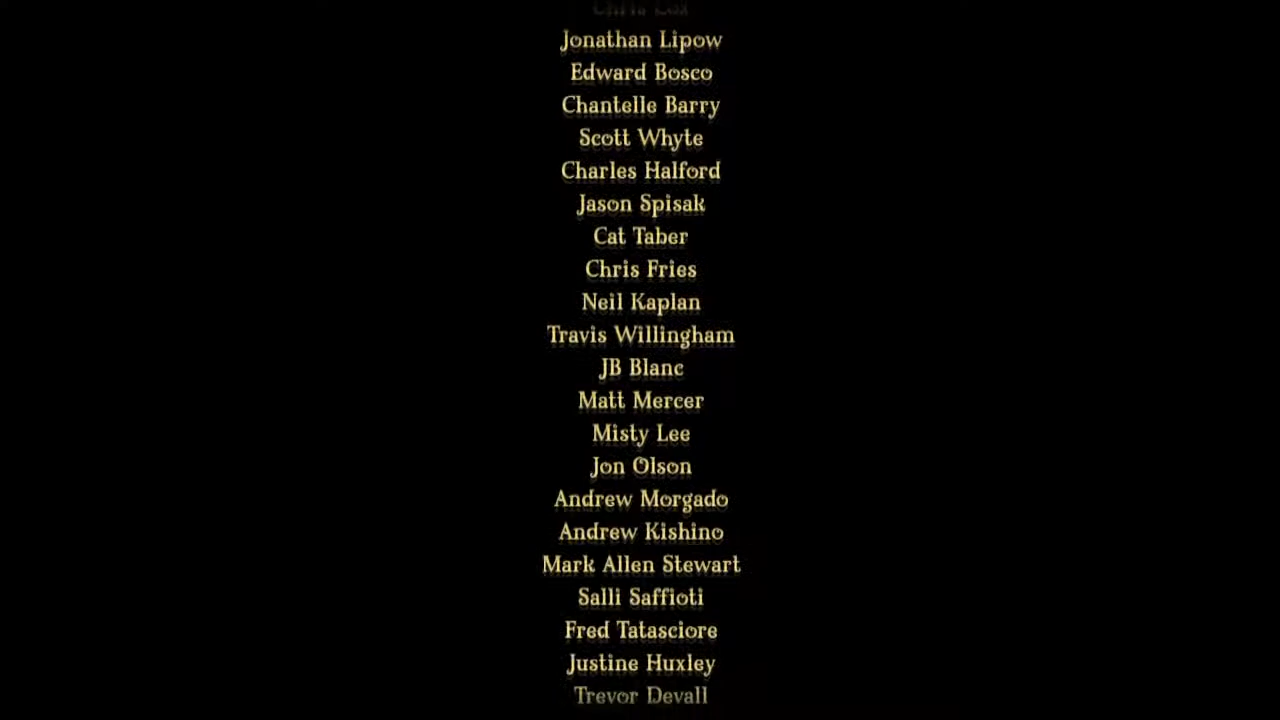 Chris Cox
Jonathan Lipow
Edward Bosco
Chantelle Barry
Scott Whyte
Charles Halford
Jason Spisak
Cat Taber
Chris Fries
Neil Kaplan
Travis Willingham
JB Blanc
Matt Mercer
Misty Lee
Jon Olson
Andrew Morgado
Andrew Kishino
Mark Allen Stewart
Salli Saffioti
Fred Tatasciore
Justine Huxley
Trevor Devall